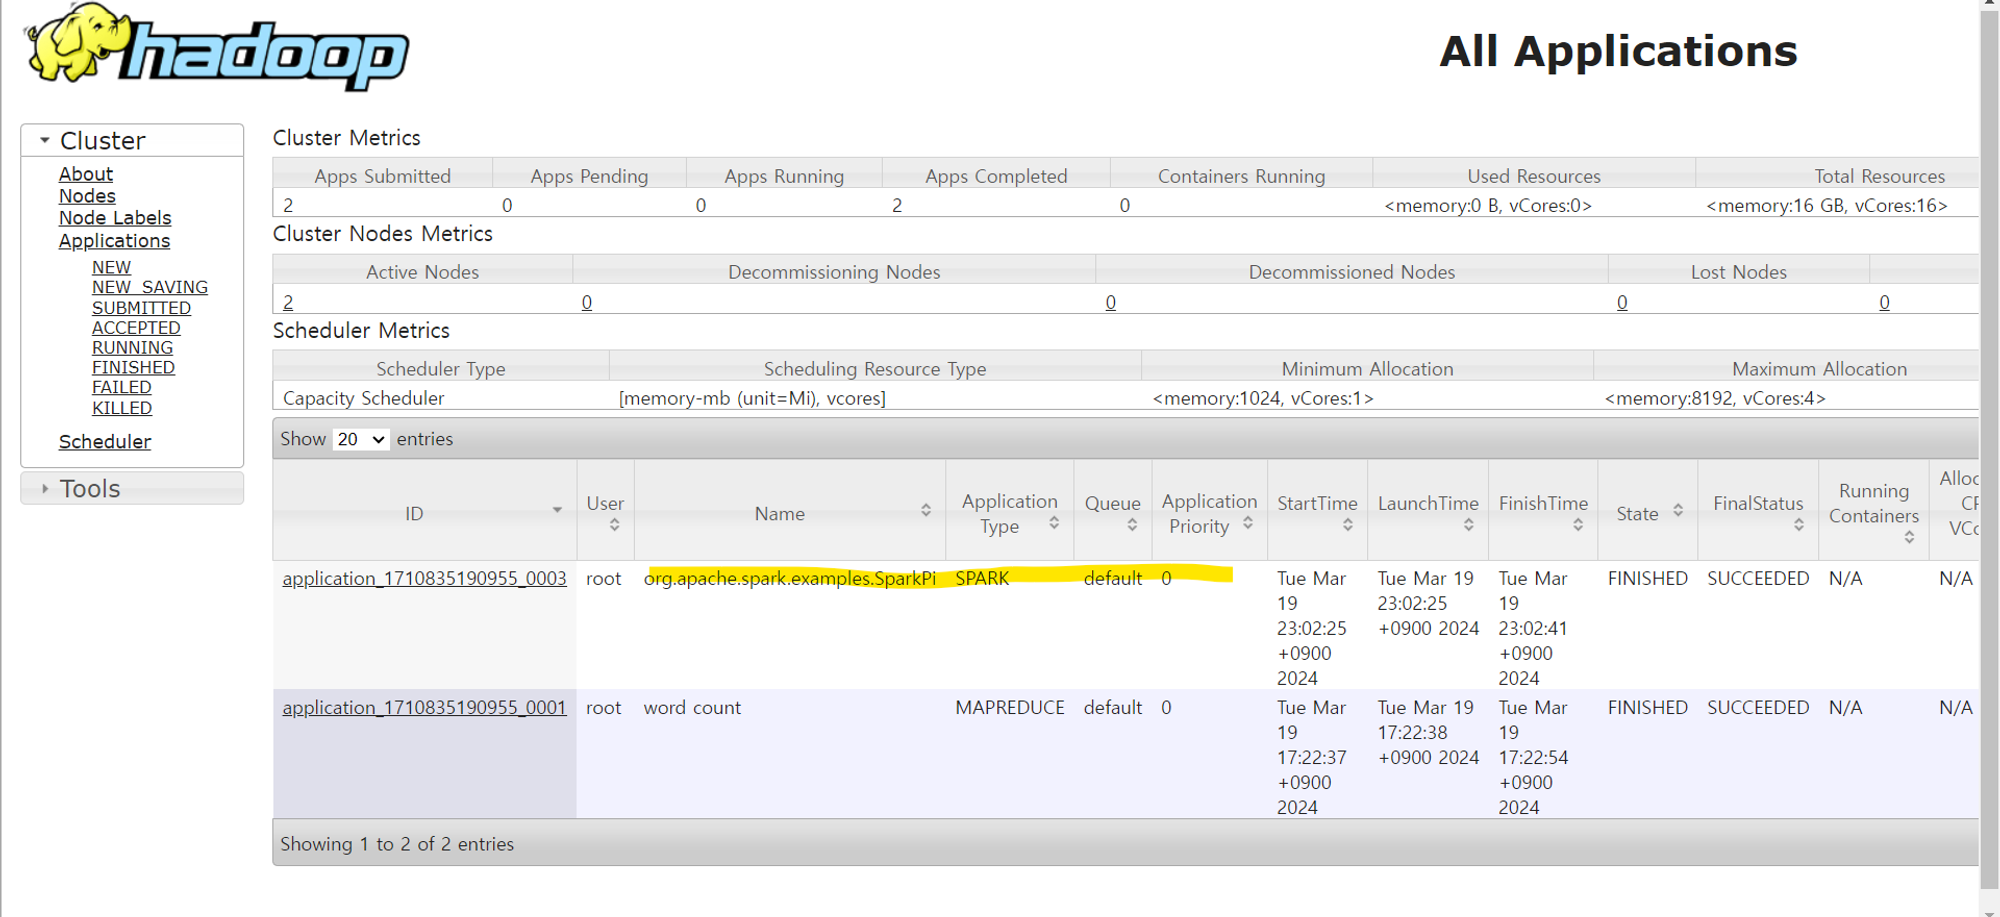 hadoop
All Applications
Cluster
About
Nodes
Node Labels
Applications
NEW
NEW_SAVING
SUBMITTED
ACCEPTED
RUNNING
FINISHED
FAILED
KILLED
Scheduler
Tools
Cluster Metrics
Apps Submitted Apps Pending Apps Running Apps Completed Containers Running Used Resources Total Resources
2 0 0 2 0 <memory:0 B, vCores:0> <memory:16 GB, vCores:16>
Cluster Nodes Metrics
Active Nodes Decommissioning Nodes Decommissioned Nodes Lost Nodes
2 0 0 0 0
Scheduler Metrics
Scheduler Type Scheduling Resource Type Minimum Allocation Maximum Allocation
Capacity Scheduler [memory-mb (unit=Mi), vcores] <memory:1024, vCores:1> <memory:8192, vCores:4>
Show 20 entries
ID User Name Application Type Queue Application Priority StartTime LaunchTime FinishTime State FinalStatus Running Containers
application_1710835190955_0003 root org.apache.spark.examples.SparkPi SPARK default 0 Tue Mar 19 23:02:25 +0900 2024 Tue Mar 19 23:02:25 +0900 2024 Tue Mar 19 23:02:41 +0900 2024 FINISHED SUCCEEDED N/A N/A
application_1710835190955_0001 root word count MAPREDUCE default 0 Tue Mar 19 17:22:37 +0900 2024 Tue Mar 19 17:22:38 +0900 2024 Tue Mar 19 17:22:54 +0900 2024 FINISHED SUCCEEDED N/A N/A
Showing 1 to 2 of 2 entries